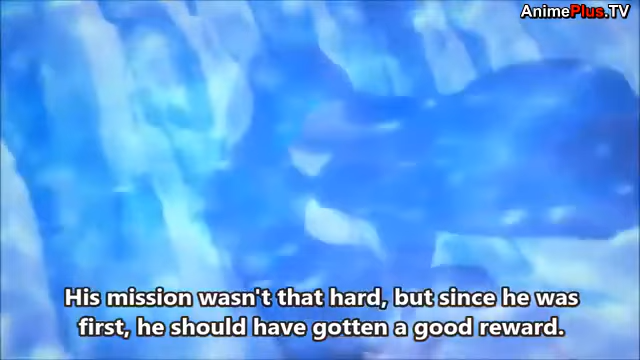 AnimePlus.TV
His mission wasn't that hard, but since he was
first, he should have gotten a good reward.